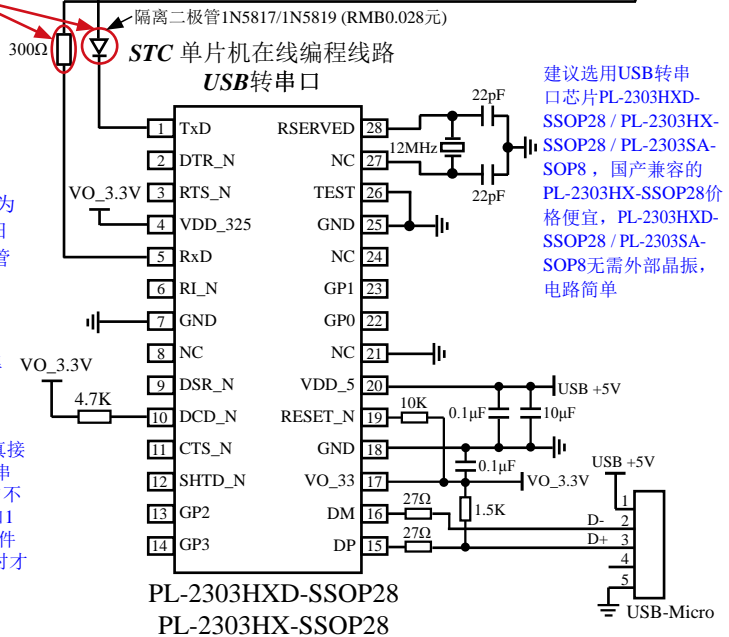 隔离二极管1N5817/1N5819 (RMB0.028元)
300Ω
STC 单片机在线编程线路
USB转串口
建议选用USB转串
口芯片PL-2303HXD-
SSOP28 / PL-2303HX-
SSOP28 / PL-2303SA-
SOP8 ，国产兼容的
PL-2303HX-SSOP28价
格便宜，PL-2303HXD-
SSOP28 / PL-2303SA-
SOP8无需外部晶振，
电路简单
22pF
12MHz
22pF
1 TxD RSERVED 28
2 DTR_N NC 27
VO_3.3V 3 RTS_N TEST 26
4 VDD_325 GND 25
5 RxD NC 24
6 RI_N GP1 23
7 GND GP0 22
8 NC NC 21
VO_3.3V
9 DSR_N VDD_5 20 USB +5V
4.7K
10 DCD_N RESET_N 19 10K 0.1μF 10μF
11 CTS_N GND 18
0.1μF
12 SHTD_N VO_33 17 VO_3.3V
13 GP2 DM 16 27Ω 1.5K
14 GP3 DP 15 27Ω
USB +5V
1
D- 2
D+ 3
4
5
USB-Micro
PL-2303HXD-SSOP28
PL-2303HX-SSOP28
为
管
接
串
不
1
件
才